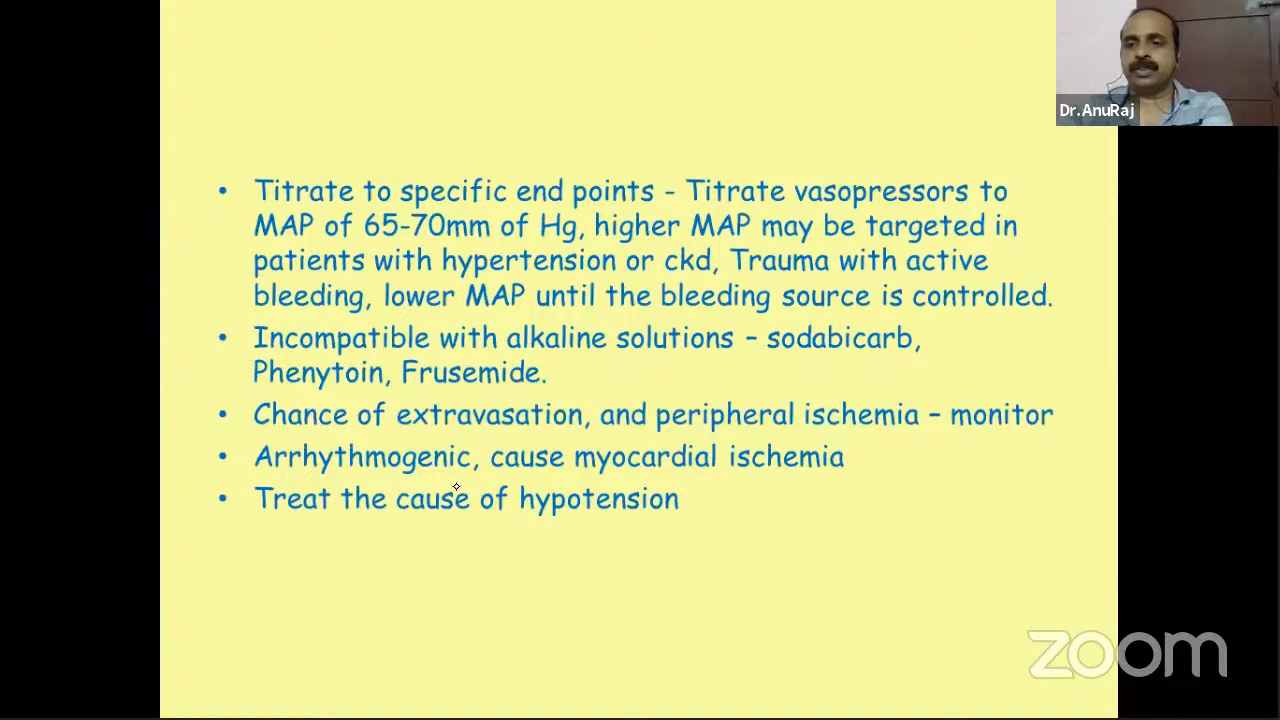 Dr.AnuRaj
• Titrate to specific end points - Titrate vasopressors to
MAP of 65-70mm of Hg, higher MAP may be targeted in
patients with hypertension or ckd, Trauma with active
bleeding, lower MAP until the bleeding source is controlled.
• Incompatible with alkaline solutions – sodabicarb,
Phenytoin, Frusemide.
• Chance of extravasation, and peripheral ischemia – monitor
• Arrhythmogenic, cause myocardial ischemia
• Treat the cause of hypotension
zoom